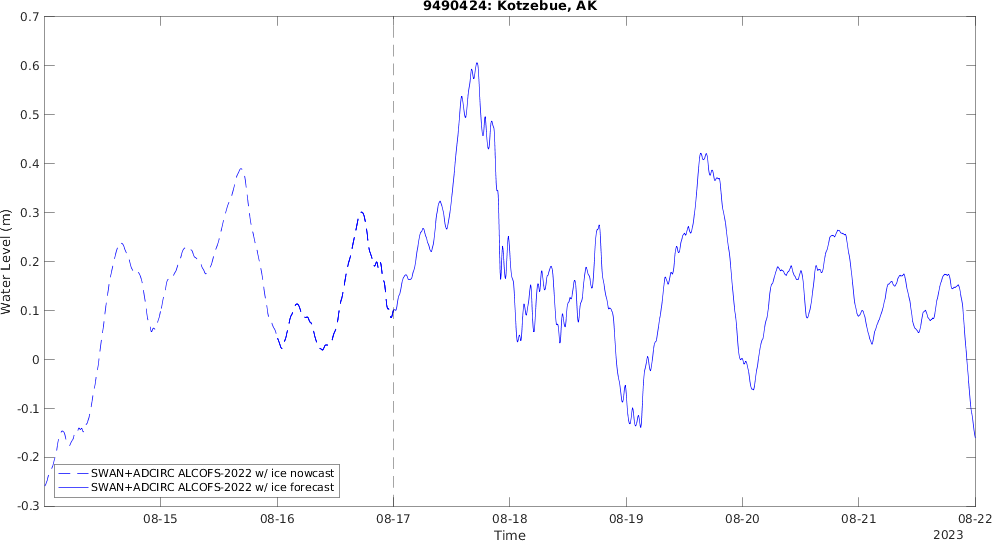 9490424: Kotzebue, AK
0.7
0.6
0.5
0.4
0.3
0.2
0.1
0
-0.1
-0.2
-0.3
Water Level (m)
SWAN+ADCIRC ALCOFS-2022 w/ ice nowcast
SWAN+ADCIRC ALCOFS-2022 w/ ice forecast
08-15 08-16 08-17 08-18 08-19 08-20 08-21 08-22
Time
2023